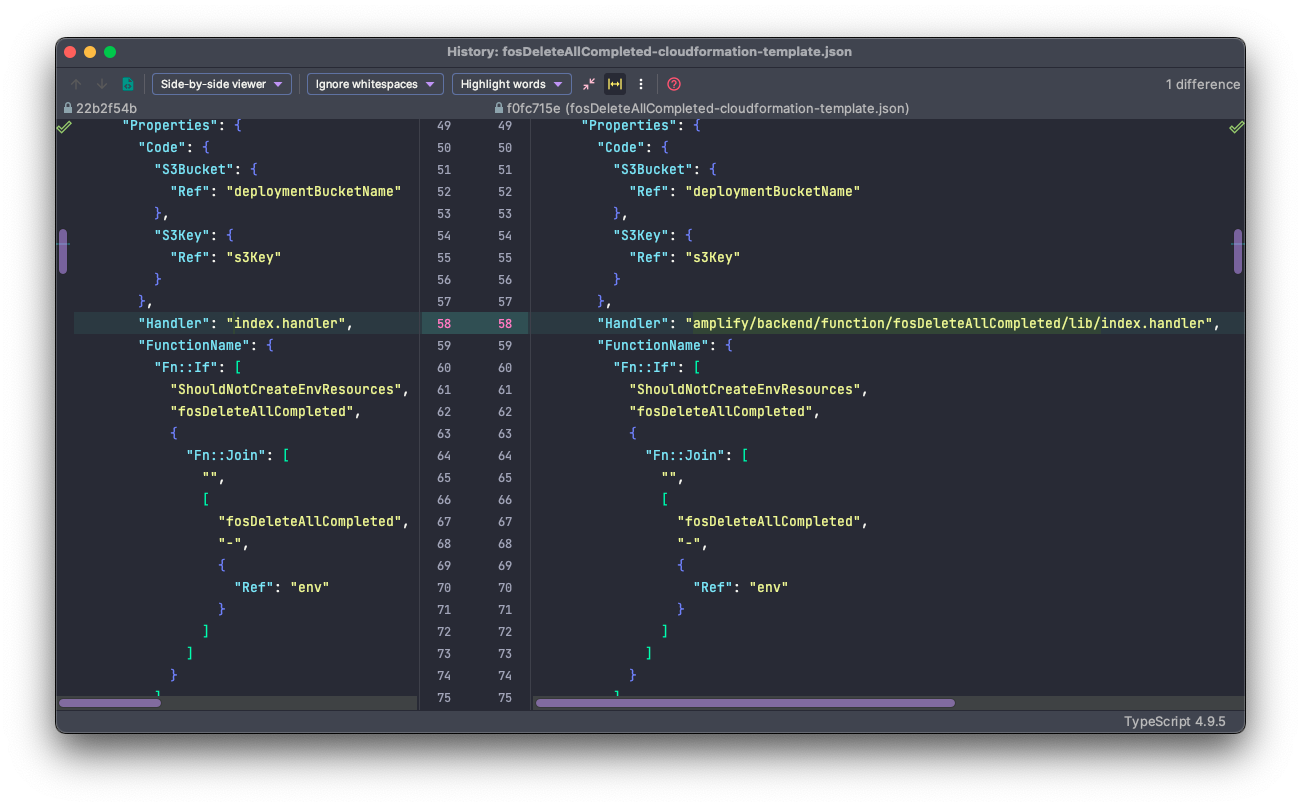 History: fosDeleteAllCompleted-cloudformation-template.json
Side-by-side viewer Ignore whitespaces Highlight words 1 difference
22b2f54b f0fc715e (fosDeleteAllCompleted-cloudformation-template.json)
"Properties": { 49 49 "Properties": {
"Code": { 50 50 "Code": {
"S3Bucket": { 51 51 "S3Bucket": {
"Ref": "deploymentBucketName" 52 52 "Ref": "deploymentBucketName"
}, 53 53 },
"S3Key": { 54 54 "S3Key": {
"Ref": "s3Key" 55 55 "Ref": "s3Key"
} 56 56 }
}, 57 57 },
"Handler": "index.handler", 58 58 "Handler": "amplify/backend/function/fosDeleteAllCompleted/lib/index.handler",
"FunctionName": { 59 59 "FunctionName": {
"Fn::If": [ 60 60 "Fn::If": [
"ShouldNotCreateEnvResources", 61 61 "ShouldNotCreateEnvResources",
"fosDeleteAllCompleted", 62 62 "fosDeleteAllCompleted",
{ 63 63 {
"Fn::Join": [ 64 64 "Fn::Join": [
"", 65 65 "",
[ 66 66 [
"fosDeleteAllCompleted", 67 67 "fosDeleteAllCompleted",
"-", 68 68 "-",
{ 69 69 {
"Ref": "env" 70 70 "Ref": "env"
} 71 71 }
] 72 72 ]
] 73 73 ]
} 74 74 }
] 75 75 ]
TypeScript 4.9.5